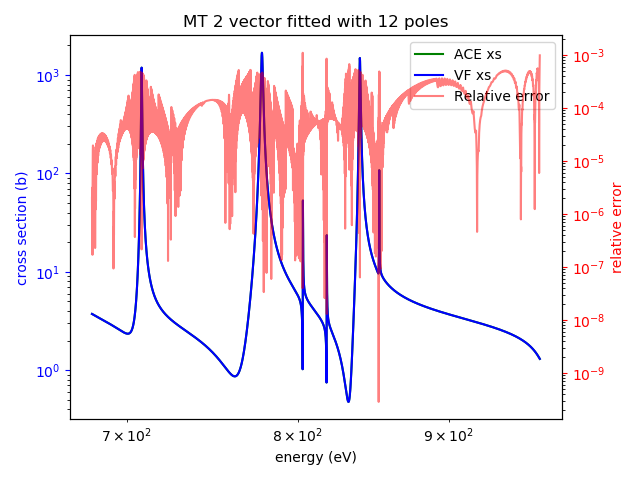 MT 2 vector fitted with 12 poles
ACE xs
VF xs
Relative error
cross section (b)
10³
10²
10¹
10⁰
10⁻³
10⁻⁴
10⁻⁵
10⁻⁶
10⁻⁷
10⁻⁸
10⁻⁹
relative error
7 × 10²
8 × 10²
9 × 10²
energy (eV)